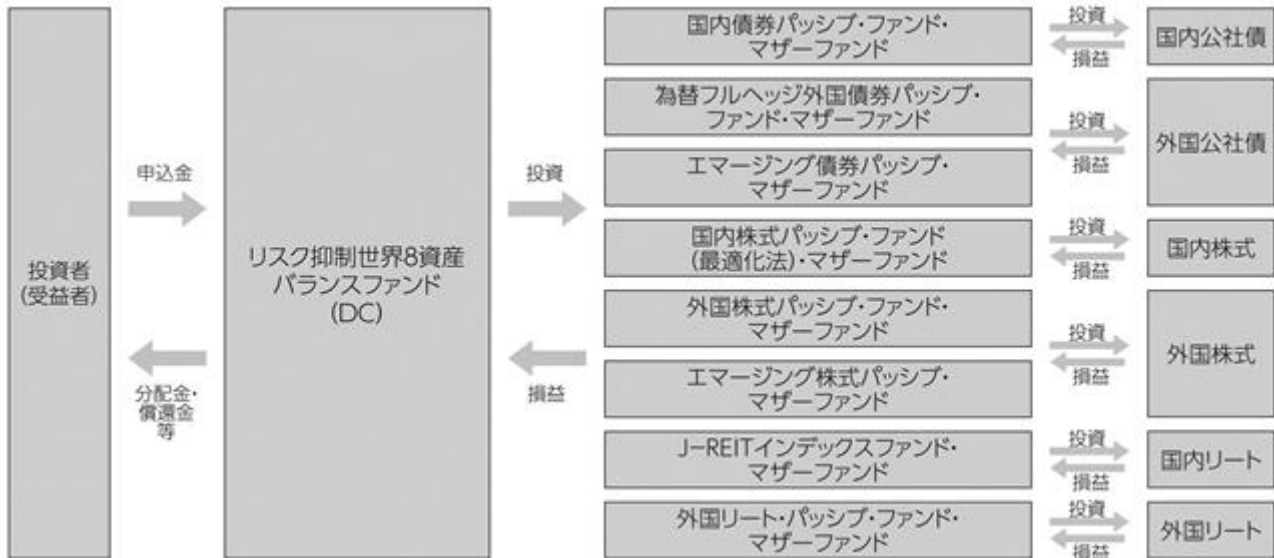 投資者
(受益者)
申込金
分配金・
償還金
等
リスク抑制世界8資産
バランスファンド
(DC)
投資
損益
国内債券パッシブ・ファンド・
マザーファンド
投資
損益
国内公社債
為替フルヘッジ外国債券パッシブ・
ファンド・マザーファンド
エマージング債券パッシブ・
マザーファンド
投資
損益
外国公社債
国内株式パッシブ・ファンド
(最適化法)・マザーファンド
投資
損益
国内株式
外国株式パッシブ・ファンド・
マザーファンド
エマージング株式パッシブ・
マザーファンド
投資
損益
外国株式
J-REITインデックスファンド・
マザーファンド
投資
損益
国内リート
外国リート・パッシブ・ファンド・
マザーファンド
投資
損益
外国リート